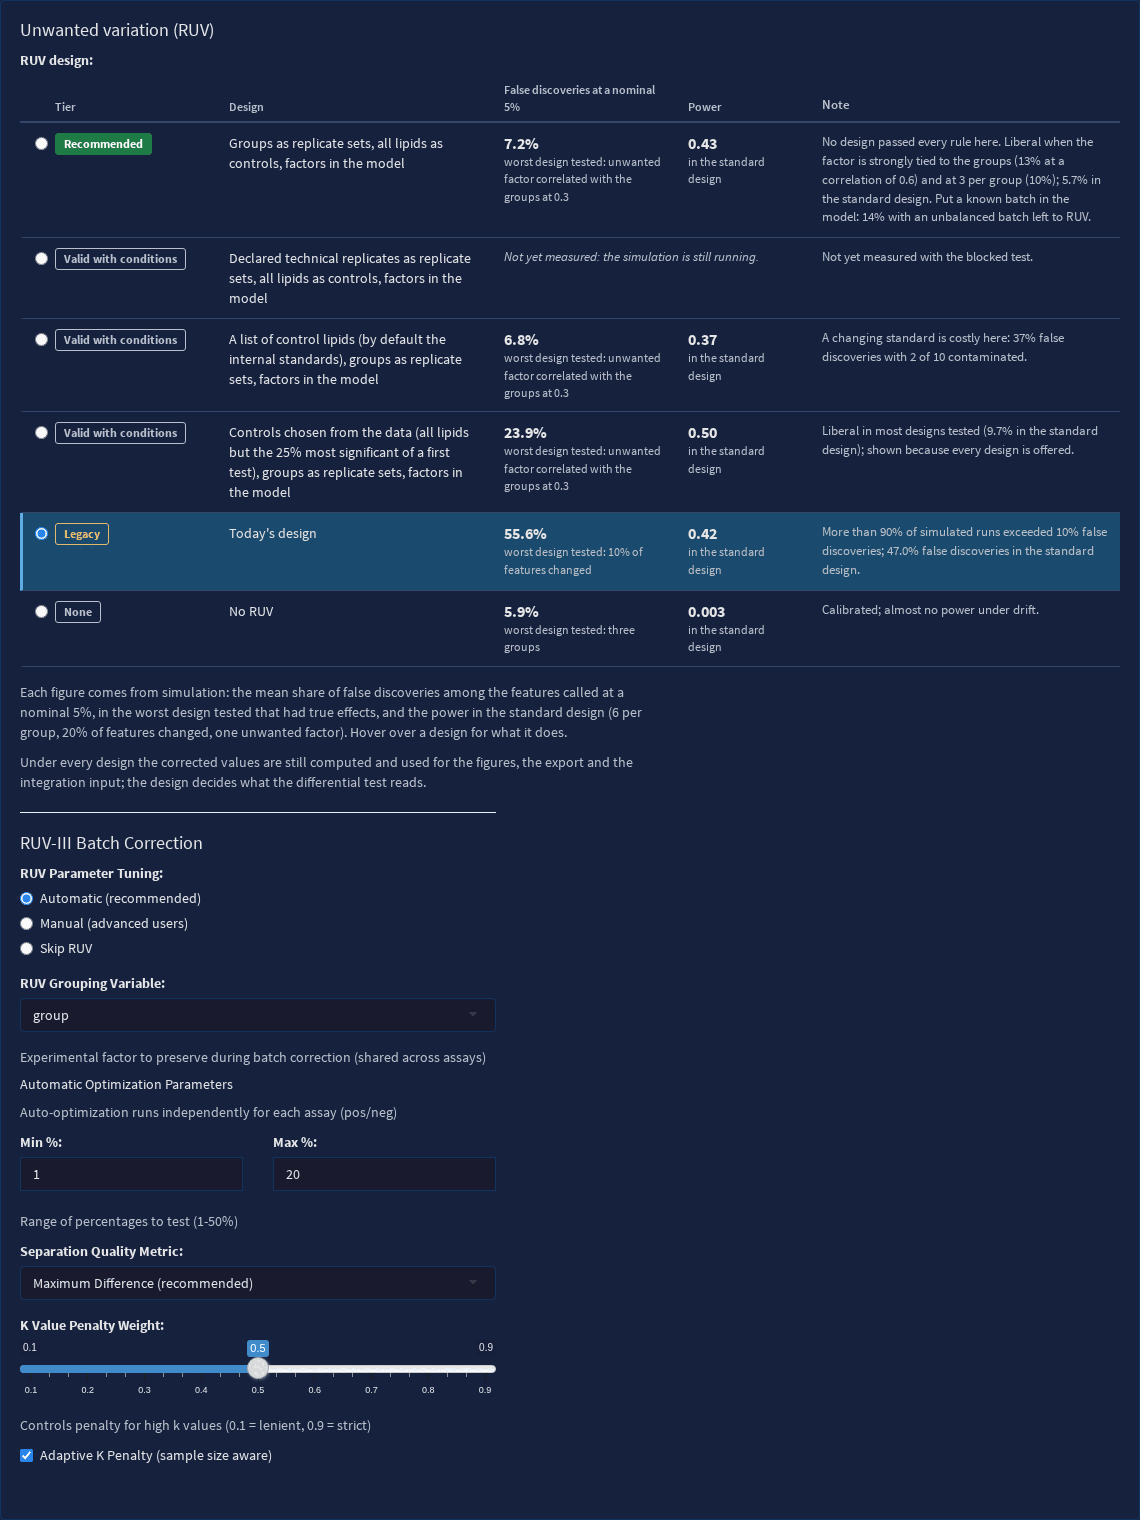 Unwanted variation (RUV)
RUV design:
Tier
Design
False discoveries at a nominal
5%
Power
Note
Recommended
Groups as replicate sets, all lipids as
controls, factors in the model
7.2%
worst design tested: unwanted
factor correlated with the
groups at 0.3
0.43
in the standard
design
No design passed every rule here. Liberal when the
factor is strongly tied to the groups (13% at a
correlation of 0.6) and at 3 per group (10%); 5.7% in
the standard design. Put a known batch in the
model: 14% with an unbalanced batch left to RUV.
Valid with conditions
Declared technical replicates as replicate
sets, all lipids as controls, factors in the
model
Not yet measured: the simulation is still running.
Not yet measured with the blocked test.
Valid with conditions
A list of control lipids (by default the
internal standards), groups as replicate
sets, factors in the model
6.8%
worst design tested: unwanted
factor correlated with the
groups at 0.3
0.37
in the standard
design
A changing standard is costly here: 37% false
discoveries with 2 of 10 contaminated.
Valid with conditions
Controls chosen from the data (all lipids
but the 25% most significant of a first
test), groups as replicate sets, factors in
the model
23.9%
worst design tested: unwanted
factor correlated with the
groups at 0.3
0.50
in the standard
design
Liberal in most designs tested (9.7% in the standard
design); shown because every design is offered.
Legacy
Today's design
55.6%
worst design tested: 10% of
features changed
0.42
in the standard
design
More than 90% of simulated runs exceeded 10% false
discoveries; 47.0% false discoveries in the standard
design.
None
No RUV
5.9%
worst design tested: three
groups
0.003
in the standard
design
Calibrated; almost no power under drift.
Each figure comes from simulation: the mean share of false discoveries among the features called at a
nominal 5%, in the worst design tested that had true effects, and the power in the standard design (6 per
group, 20% of features changed, one unwanted factor). Hover over a design for what it does.
Under every design the corrected values are still computed and used for the figures, the export and the
integration input; the design decides what the differential test reads.
RUV-III Batch Correction
RUV Parameter Tuning:
Automatic (recommended)
Manual (advanced users)
Skip RUV
RUV Grouping Variable:
group
Experimental factor to preserve during batch correction (shared across assays)
Automatic Optimization Parameters
Auto-optimization runs independently for each assay (pos/neg)
Min %:
Max %:
1
20
Range of percentages to test (1-50%)
Separation Quality Metric:
Maximum Difference (recommended)
K Value Penalty Weight:
0.1
0.5
0.9
0.1 0.2 0.3 0.4 0.5 0.6 0.7 0.8 0.9
Controls penalty for high k values (0.1 = lenient, 0.9 = strict)
Adaptive K Penalty (sample size aware)